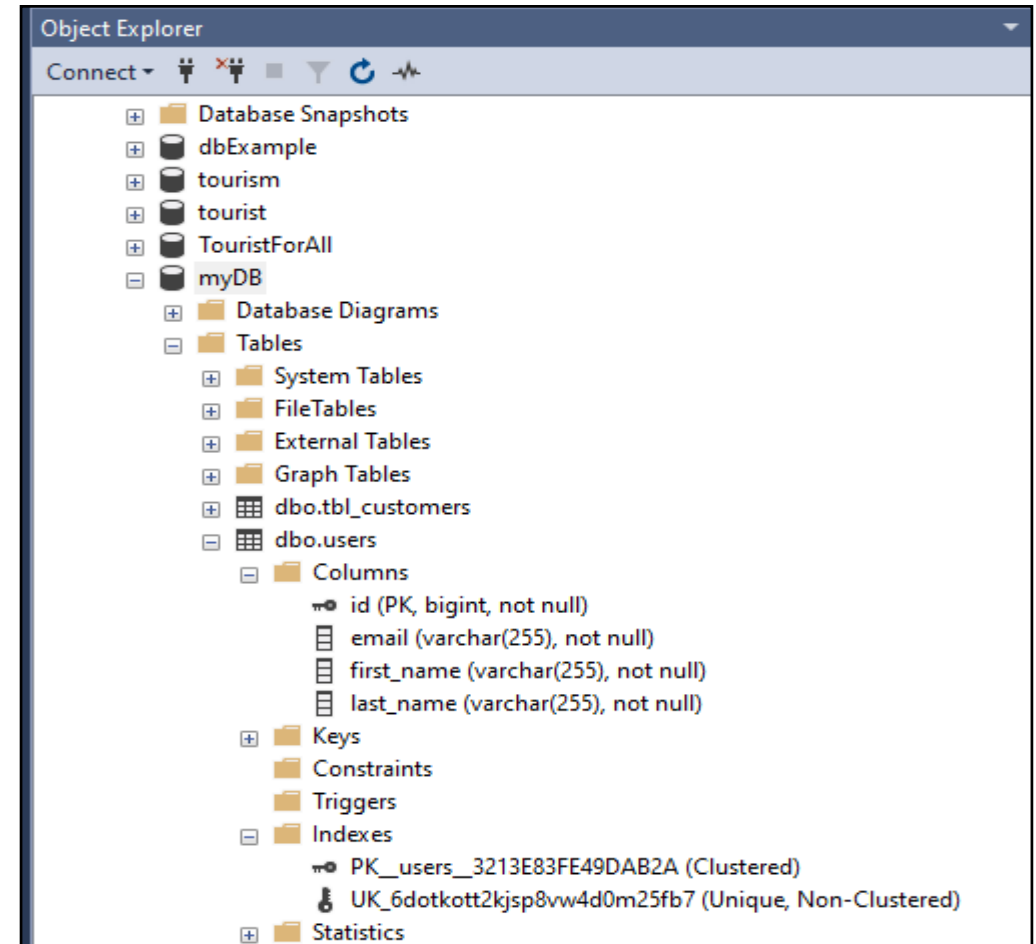 Object Explorer
Connect
Database Snapshots
dbExample
tourism
tourist
TouristForAll
myDB
Database Diagrams
Tables
System Tables
FileTables
External Tables
Graph Tables
dbo.tbl_customers
dbo.users
Columns
id (PK, bigint, not null)
email (varchar(255), not null)
first_name (varchar(255), not null)
last_name (varchar(255), not null)
Keys
Constraints
Triggers
Indexes
PK__users__3213E83FE49DAB2A (Clustered)
UK_6dotkott2kjsp8vw4d0m25fb7 (Unique, Non-Clustered)
Statistics